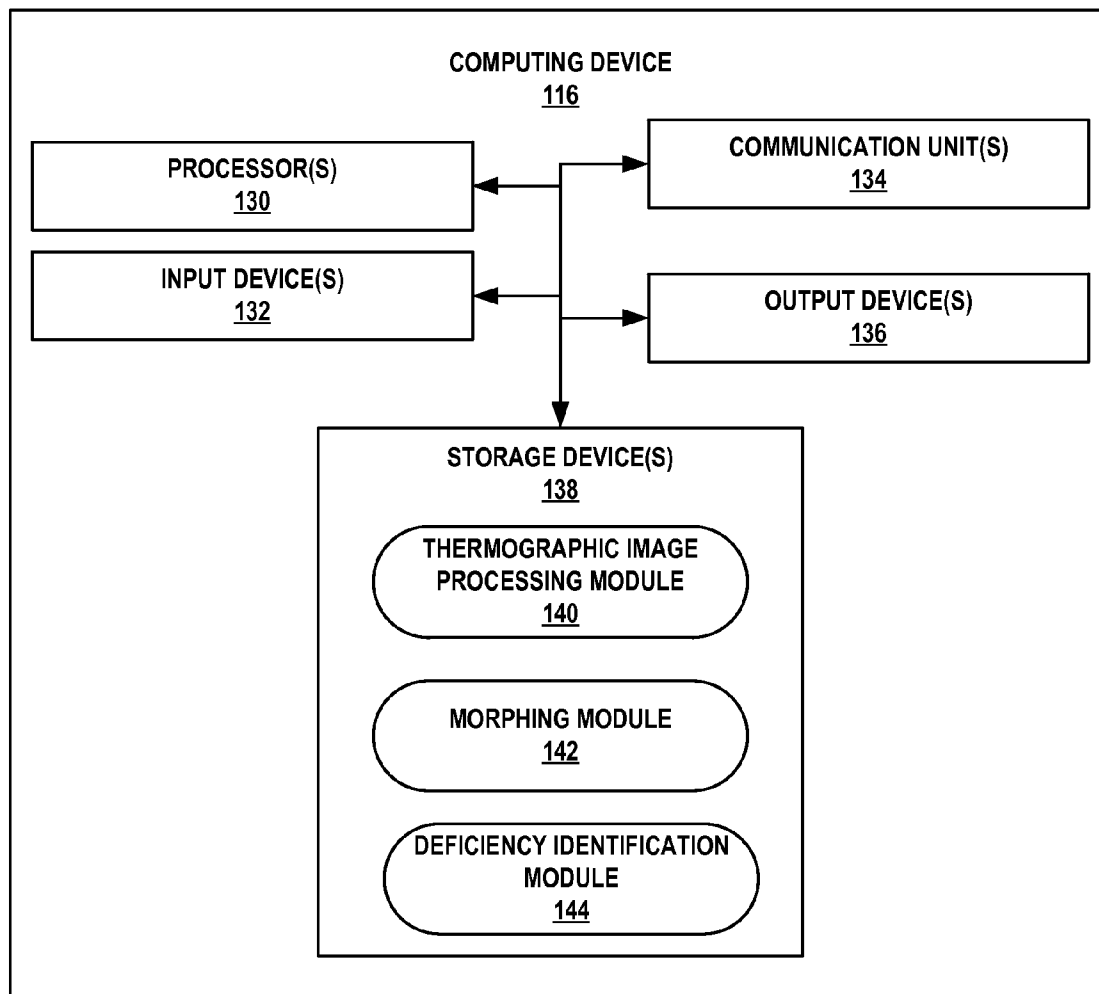 COMPUTING DEVICE
116
PROCESSOR(S)
130
COMMUNICATION UNIT(S)
134
INPUT DEVICE(S)
132
OUTPUT DEVICE(S)
136
STORAGE DEVICE(S)
138
THERMOGRAPHIC IMAGE
PROCESSING MODULE
140
MORPHING MODULE
142
DEFICIENCY IDENTIFICATION
MODULE
144